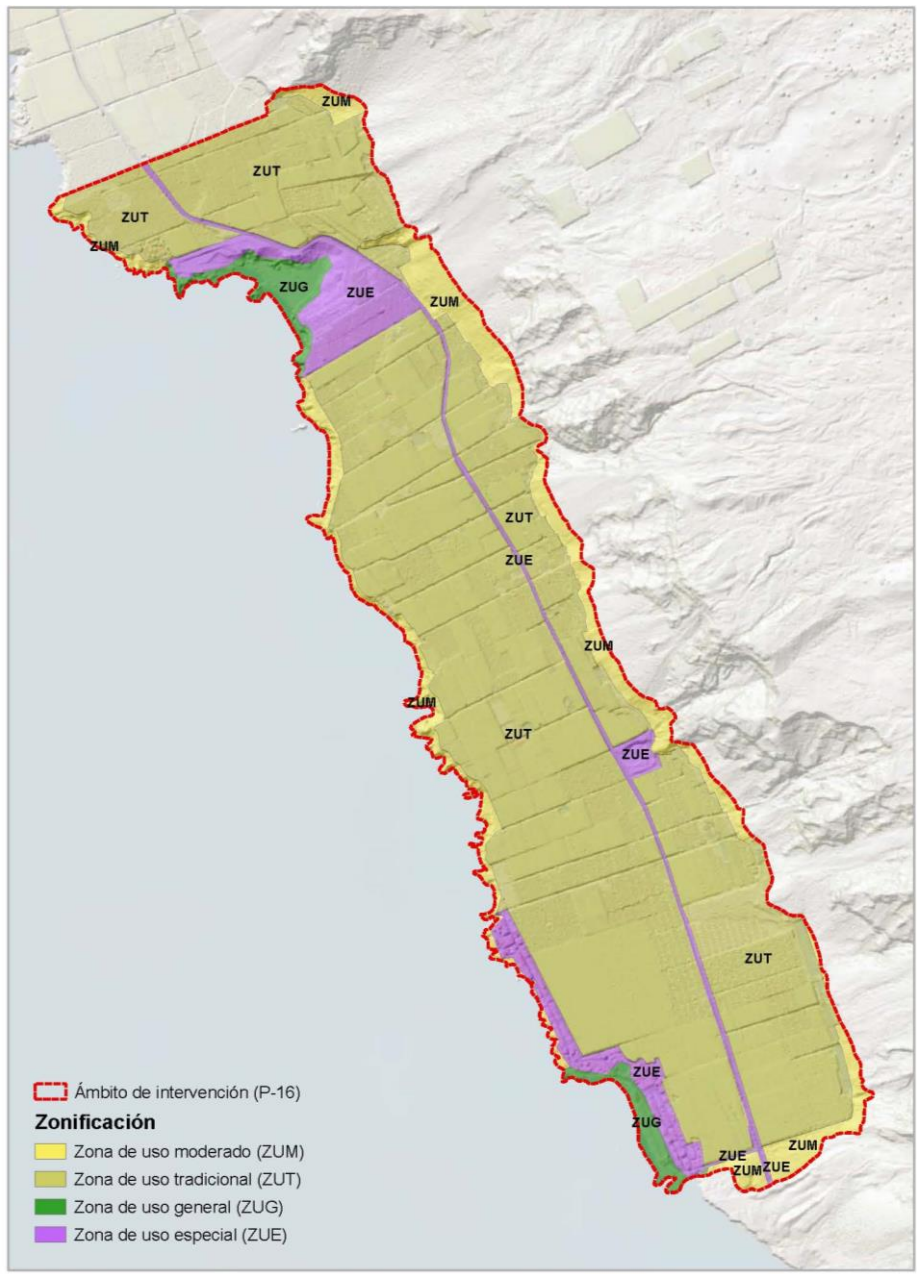 ZUM
ZUT
ZUT
ZUM
ZUG
ZUE
ZUM
ZUT
ZUE
ZUM
ZUM
ZUT
ZUE
ZUT
ZUE
ZUG
ZUE
ZUM
ZUM
ZUE
Ámbito de intervención (P-16)
Zonificación
Zona de uso moderado (ZUM)
Zona de uso tradicional (ZUT)
Zona de uso general (ZUG)
Zona de uso especial (ZUE)